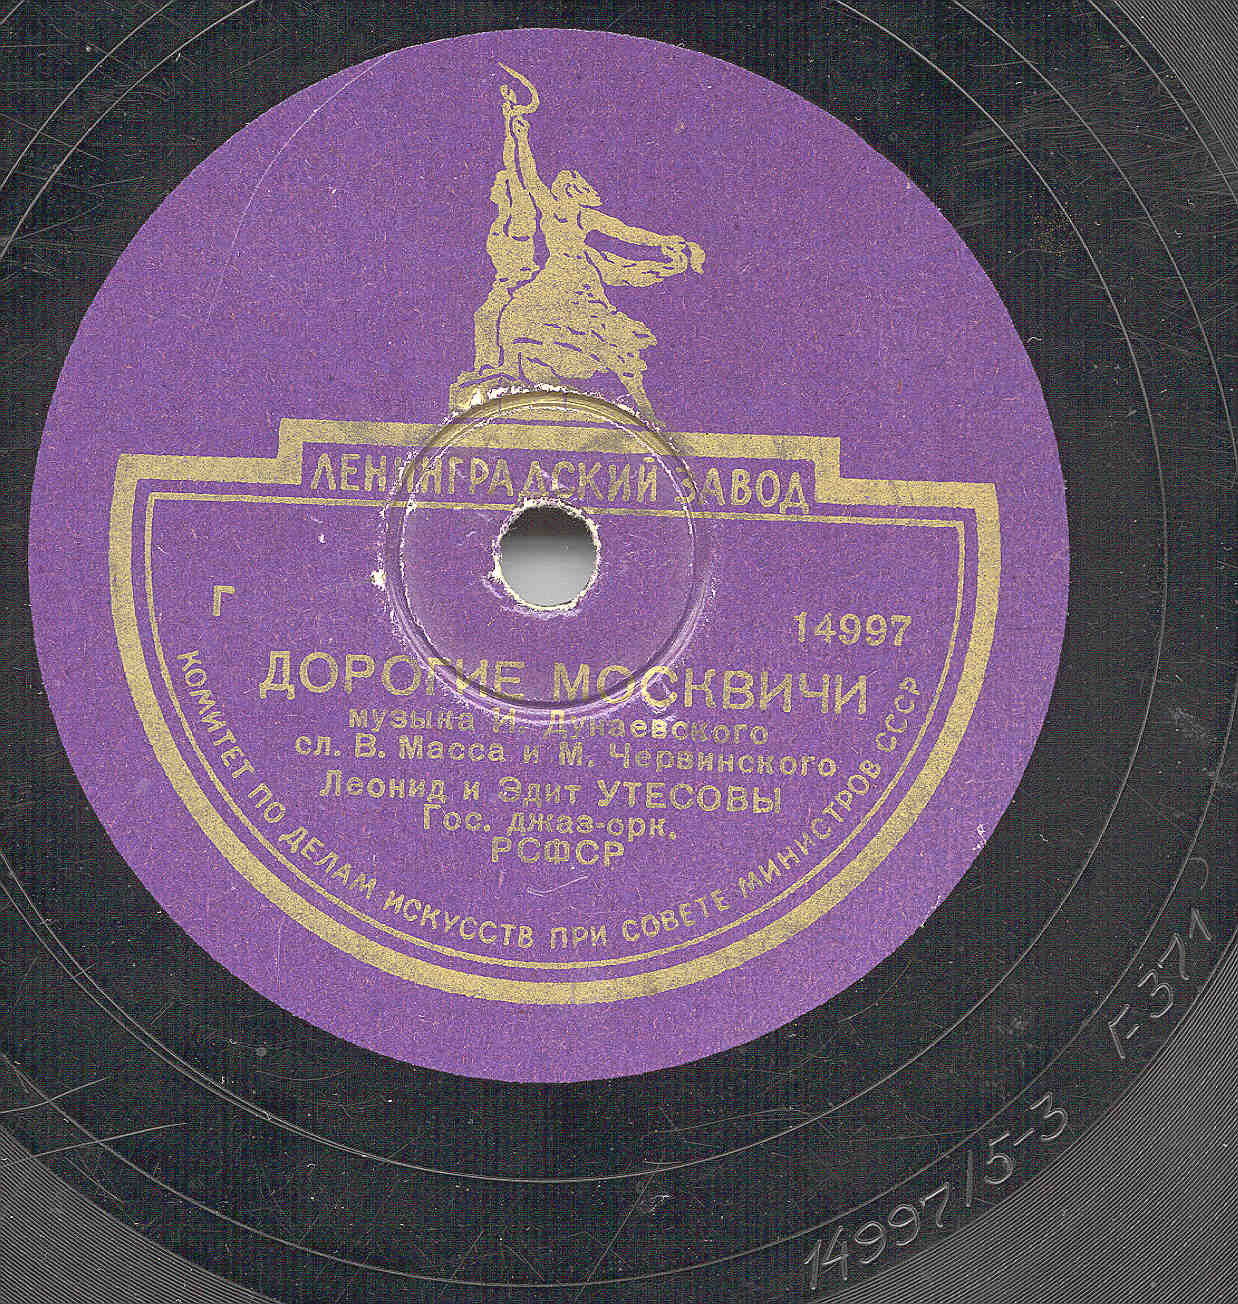 ЛЕНИНГРАДСКИЙ ЗАВОД
Г
14997
ДОРОГИЕ МОСКВИЧИ
музыка И. Дунаевского
сл. В. Масса и М. Червинского
Леонид и Эдит УТЕСОВЫ
Гос. джаз-орк.
РСФСР
КОМИТЕТ ПО ДЕЛАМ ИСКУССТВ ПРИ СОВЕТЕ МИНИСТРОВ СССР
14997/5-3